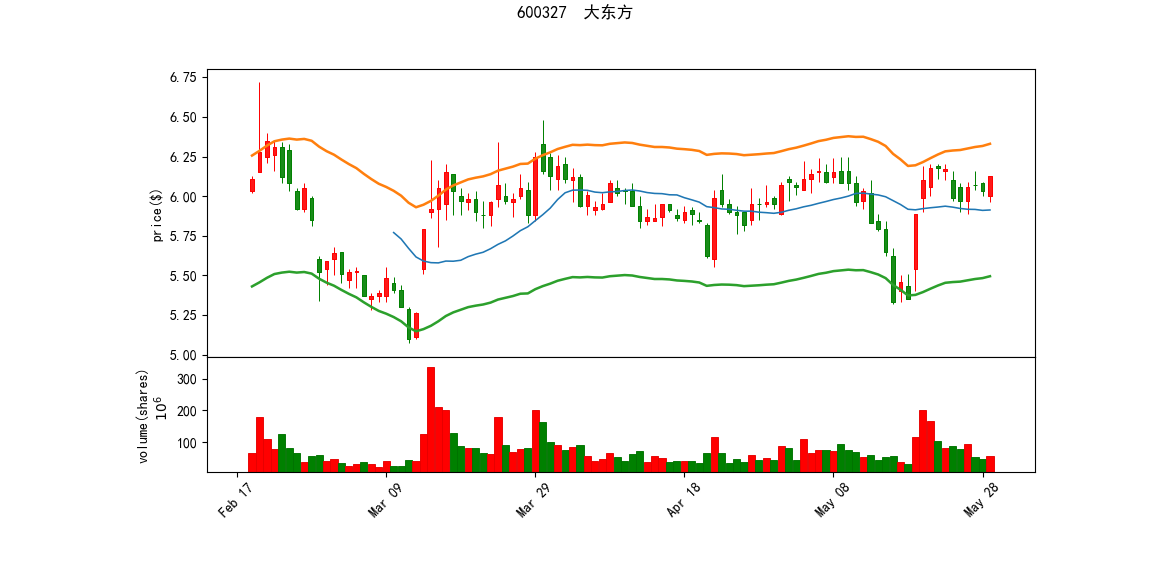 600327  大东方
6.75
6.50
6.25
6.00
5.75
5.50
5.25
5.00
price($)
300
200
100
volume(shares)
10^6
Feb 17
Mar 09
Mar 29
Apr 18
May 08
May 28